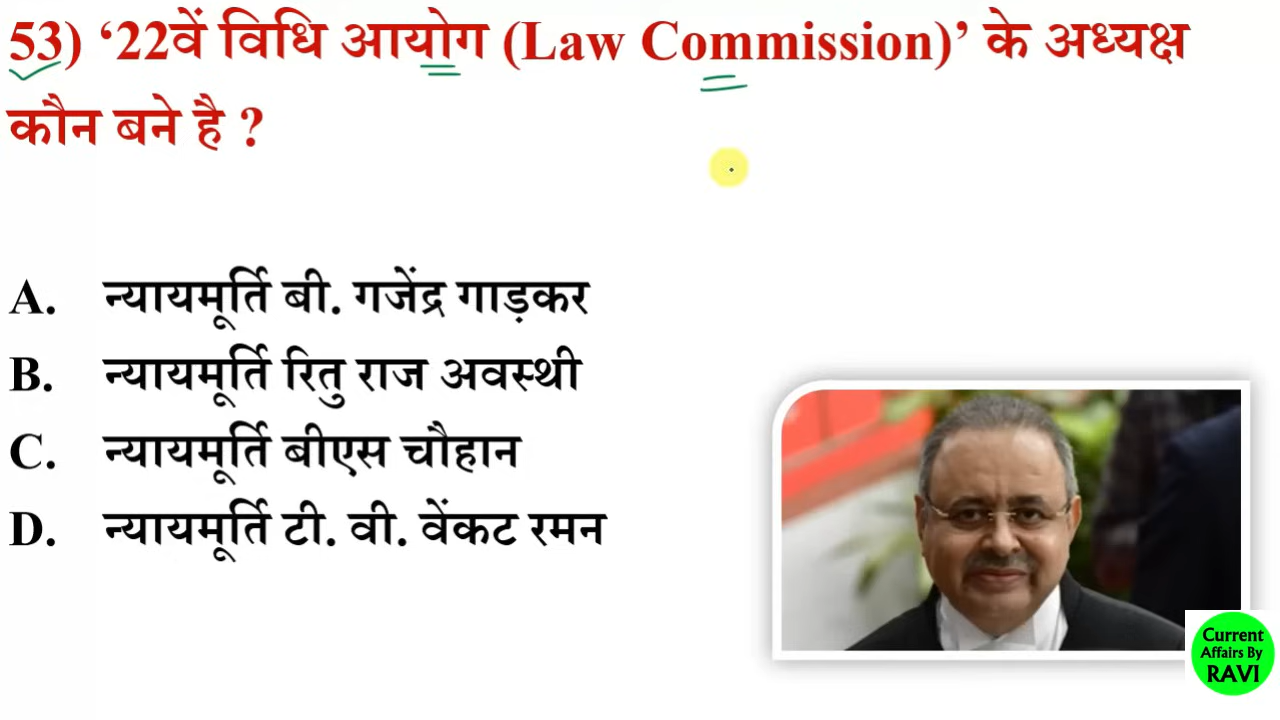 53) ‘22वें विधि आयोग (Law Commission)’ के अध्यक्ष
कौन बने है ?
A. न्यायमूर्ति बी. गजेंद्र गाड़कर
B. न्यायमूर्ति रितु राज अवस्थी
C. न्यायमूर्ति बीएस चौहान
D. न्यायमूर्ति टी. वी. वेंकट रमन
Current
Affairs By
RAVI